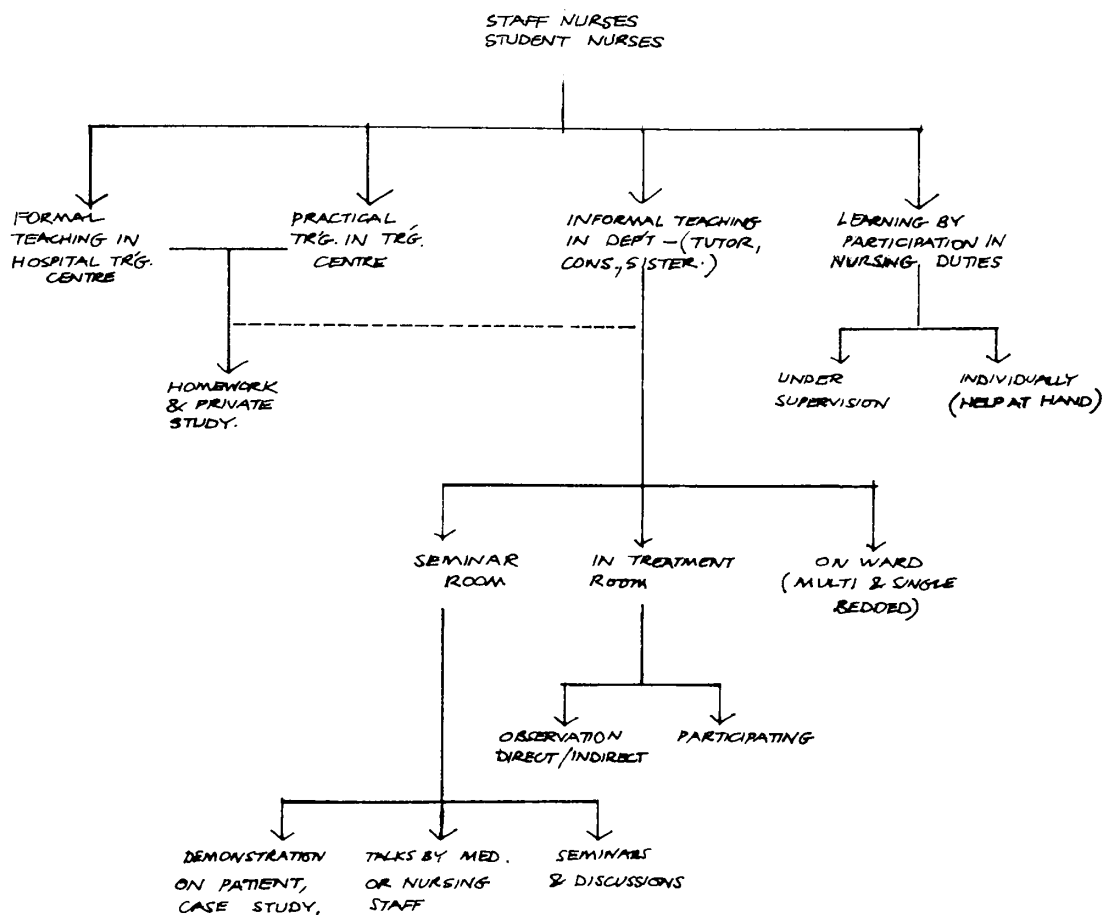 STAFF NURSES
STUDENT NURSES
FORMAL
TEACHING IN
HOSPITAL TR'G.
CENTRE
PRACTICAL
TR'G. IN TR'G.
CENTRE
INFORMAL TEACHING
IN DEP'T - (TUTOR,
CONS., SISTER.)
LEARNING BY
PARTICIPATION IN
NURSING DUTIES
HOMEWORK
& PRIVATE
STUDY.
UNDER
SUPERVISION
INDIVIDUALLY
(HELP AT HAND)
SEMINAR
ROOM
IN TREATMENT
ROOM
ON WARD
(MULTI & SINGLE
BEDDED)
OBSERVATION
DIRECT/INDIRECT
PARTICIPATING
DEMONSTRATION
ON PATIENT,
CASE STUDY,
TALKS BY MED.
OR NURSING
STAFF
SEMINARS
& DISCUSSIONS